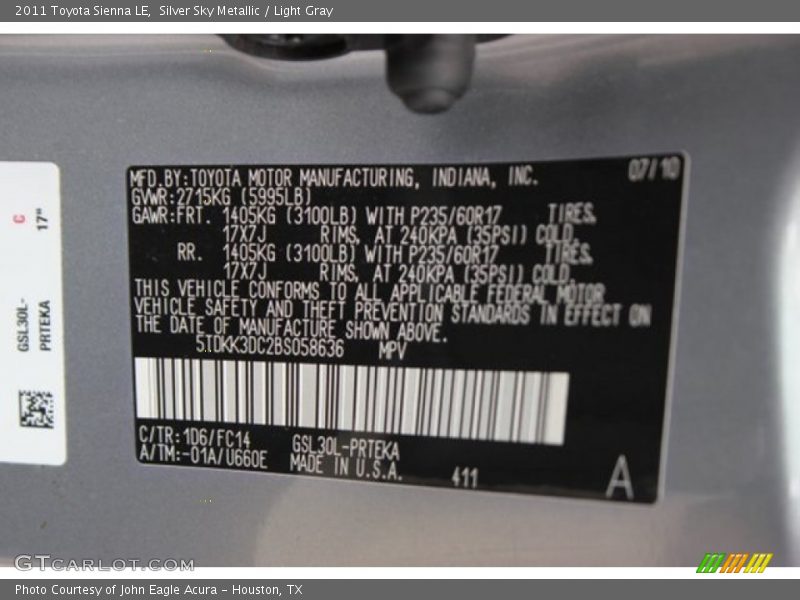 2011 Toyota Sienna LE,  Silver Sky Metallic / Light Gray
C 17"
GSL30L-
PRTEKA
MFD.BY:TOYOTA MOTOR MANUFACTURING, INDIANA, INC. 07/10
GVWR:2715KG (5995LB)
GAWR:FRT. 1405KG (3100LB) WITH P235/60R17 TIRES,
17X7J RIMS, AT 240KPA (35PSI) COLD
RR. 1405KG (3100LB) WITH P235/60R17 TIRES,
17X7J RIMS, AT 240KPA (35PSI) COLD
THIS VEHICLE CONFORMS TO ALL APPLICABLE FEDERAL MOTOR
VEHICLE SAFETY AND THEFT PREVENTION STANDARDS IN EFFECT ON
THE DATE OF MANUFACTURE SHOWN ABOVE.
5TDKK3DC2BS058636 MPV
C/TR:1D6/FC14 GSL30L-PRTEKA
A/TM:-01A/U660E MADE IN U.S.A. 411 A
GTCARLOT.COM
Photo Courtesy of John Eagle Acura - Houston, TX